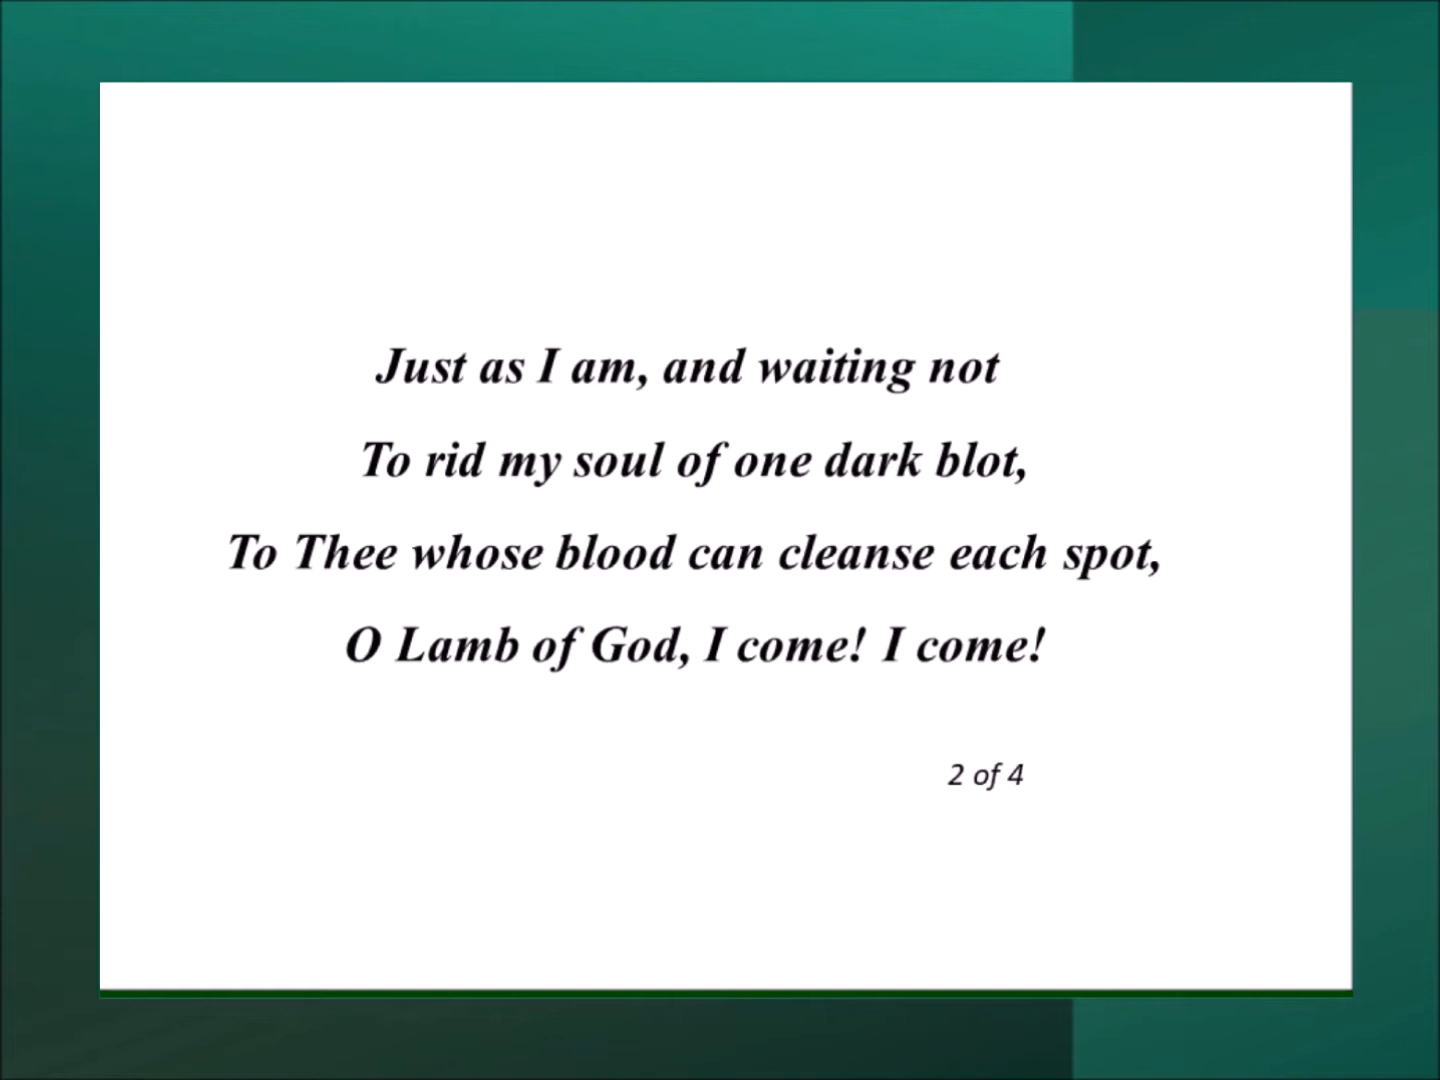 Just as I am, and waiting not
To rid my soul of one dark blot,
To Thee whose blood can cleanse each spot,
O Lamb of God, I come! I come!
2 of 4